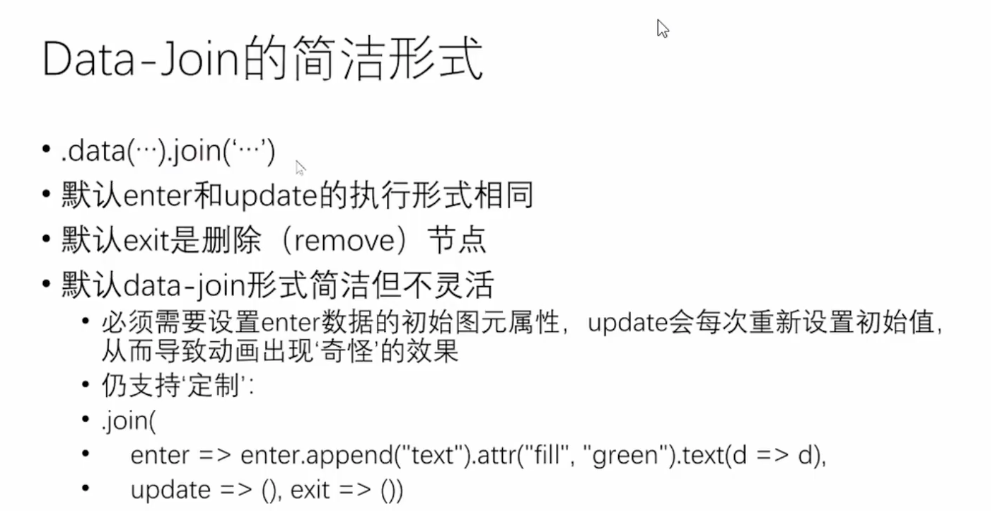 Data-Join的简洁形式
• .data(…).join(‘…’)
• 默认enter和update的执行形式相同
• 默认exit是删除（remove）节点
• 默认data-join形式简洁但不灵活
• 必须需要设置enter数据的初始图元属性，update会每次重新设置初始值，
从而导致动画出现‘奇怪’的效果
• 仍支持‘定制’：
• .join(
• enter => enter.append("text").attr("fill", "green").text(d => d),
• update => (), exit => ())